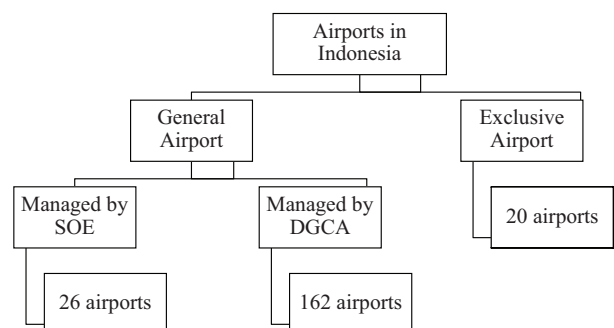 Airports in
Indonesia
General
Airport
Exclusive
Airport
Managed by
SOE
Managed by
DGCA
20 airports
26 airports
162 airports